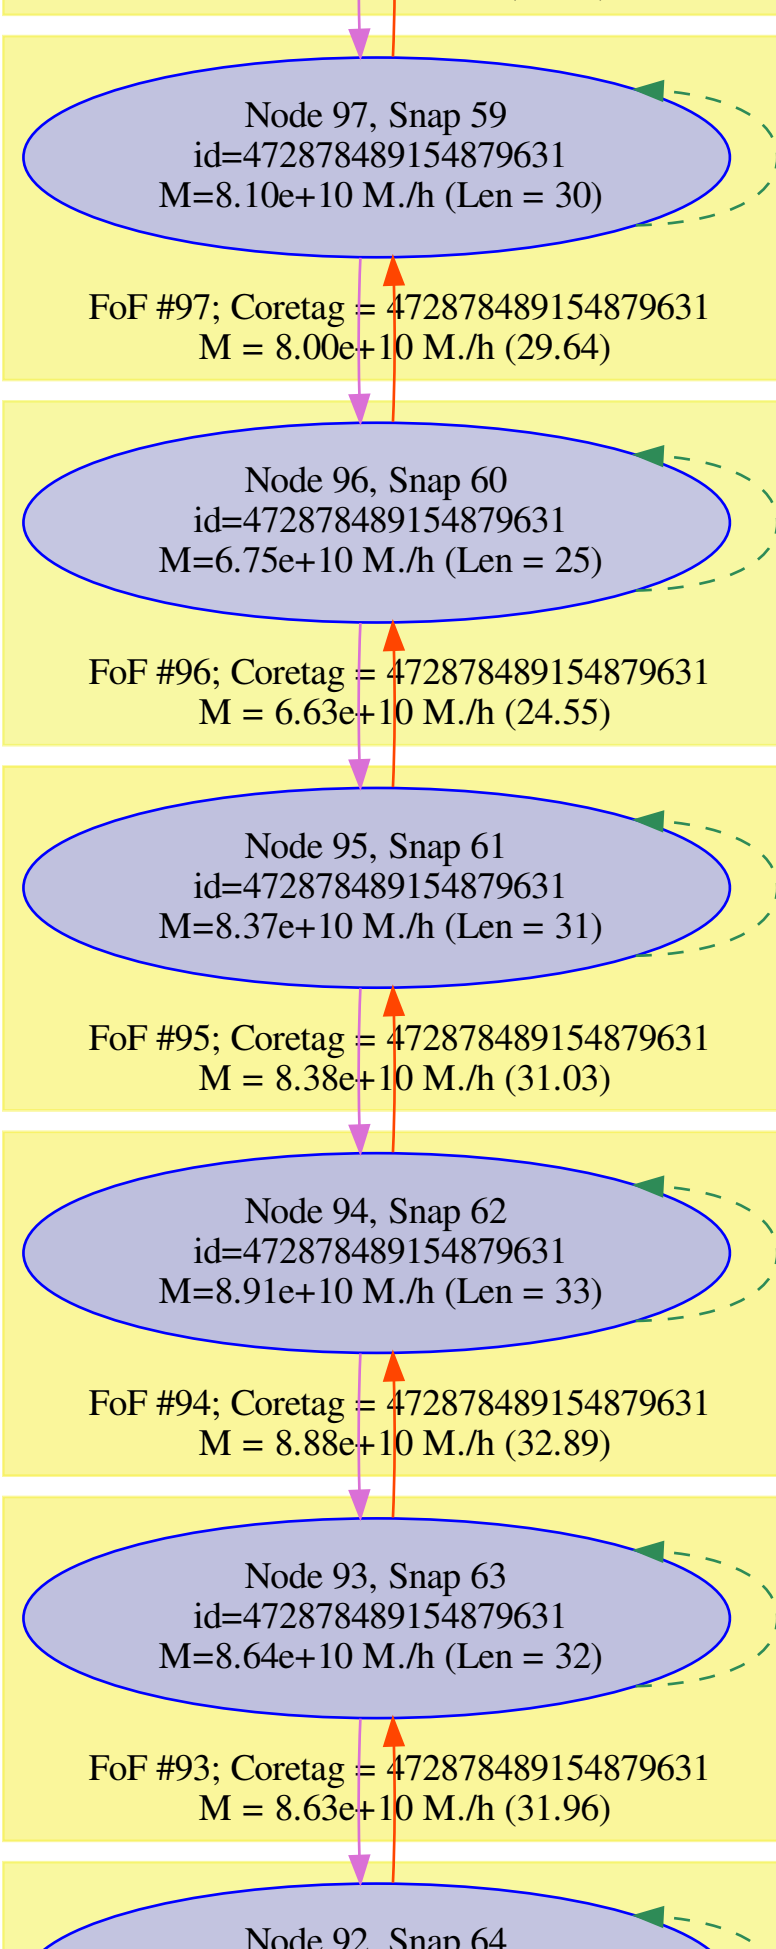 Node 97, Snap 59
id=472878489154879631
M=8.10e+10 M./h (Len = 30)
FoF #97; Coretag = 472878489154879631
M = 8.00e+10 M./h (29.64)
Node 96, Snap 60
id=472878489154879631
M=6.75e+10 M./h (Len = 25)
FoF #96; Coretag = 472878489154879631
M = 6.63e+10 M./h (24.55)
Node 95, Snap 61
id=472878489154879631
M=8.37e+10 M./h (Len = 31)
FoF #95; Coretag = 472878489154879631
M = 8.38e+10 M./h (31.03)
Node 94, Snap 62
id=472878489154879631
M=8.91e+10 M./h (Len = 33)
FoF #94; Coretag = 472878489154879631
M = 8.88e+10 M./h (32.89)
Node 93, Snap 63
id=472878489154879631
M=8.64e+10 M./h (Len = 32)
FoF #93; Coretag = 472878489154879631
M = 8.63e+10 M./h (31.96)
Node 92, Snap 64